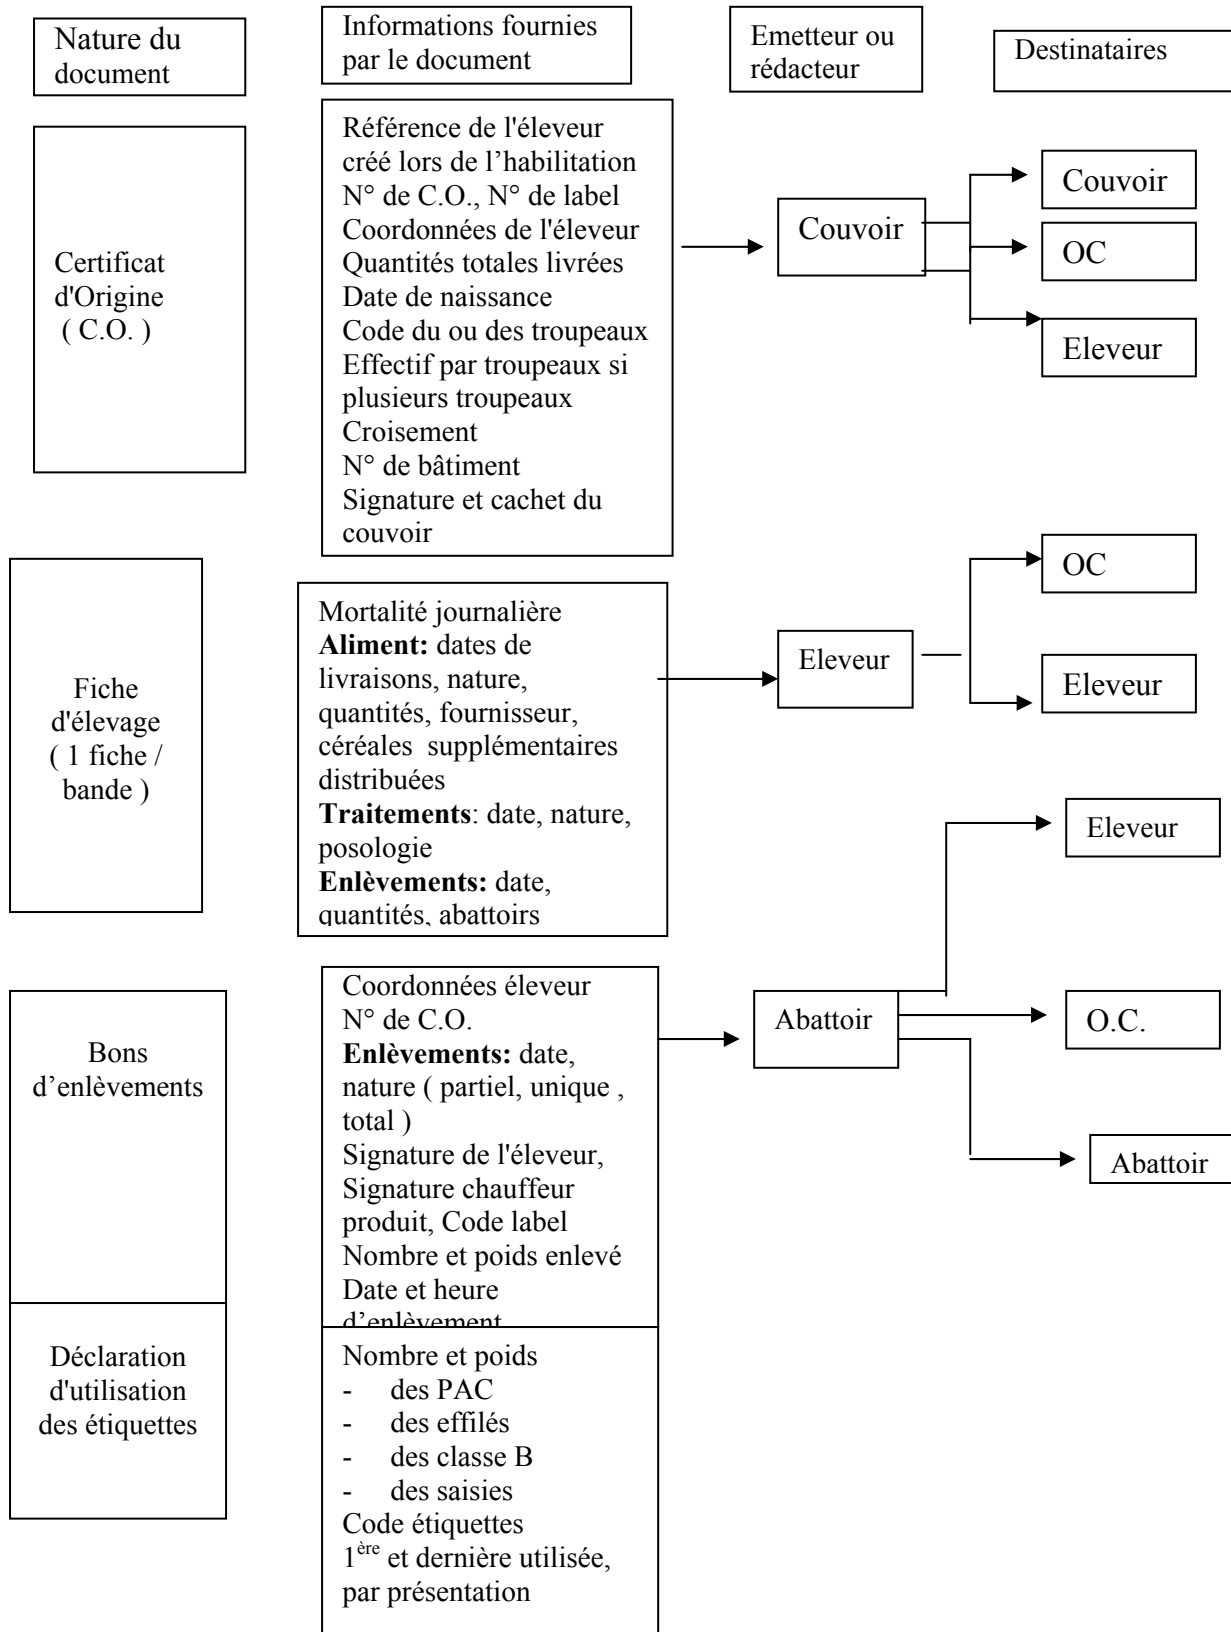 Nature du
document
Informations fournies
par le document
Emetteur ou
rédacteur
Destinataires
Certificat
d'Origine
( C.O. )
Référence de l'éleveur
créé lors de l’habilitation
N° de C.O., N° de label
Coordonnées de l'éleveur
Quantités totales livrées
Date de naissance
Code du ou des troupeaux
Effectif par troupeaux si
plusieurs troupeaux
Croisement
N° de bâtiment
Signature et cachet du
couvoir
Couvoir
Couvoir
OC
Eleveur
Fiche
d'élevage
( 1 fiche /
bande )
Mortalité journalière
Aliment: dates de
livraisons, nature,
quantités, fournisseur,
céréales supplémentaires
distribuées
Traitements: date, nature,
posologie
Enlèvements: date,
quantités, abattoirs
Eleveur
OC
Eleveur
Bons
d’enlèvements
Coordonnées éleveur
N° de C.O.
Enlèvements: date,
nature ( partiel, unique ,
total )
Signature de l'éleveur,
Signature chauffeur
produit, Code label
Nombre et poids enlevé
Date et heure
d’enlèvement
Abattoir
Eleveur
O.C.
Abattoir
Déclaration
d'utilisation
des étiquettes
Nombre et poids
- des PAC
- des effilés
- des classe B
- des saisies
Code étiquettes
1ère et dernière utilisée,
par présentation